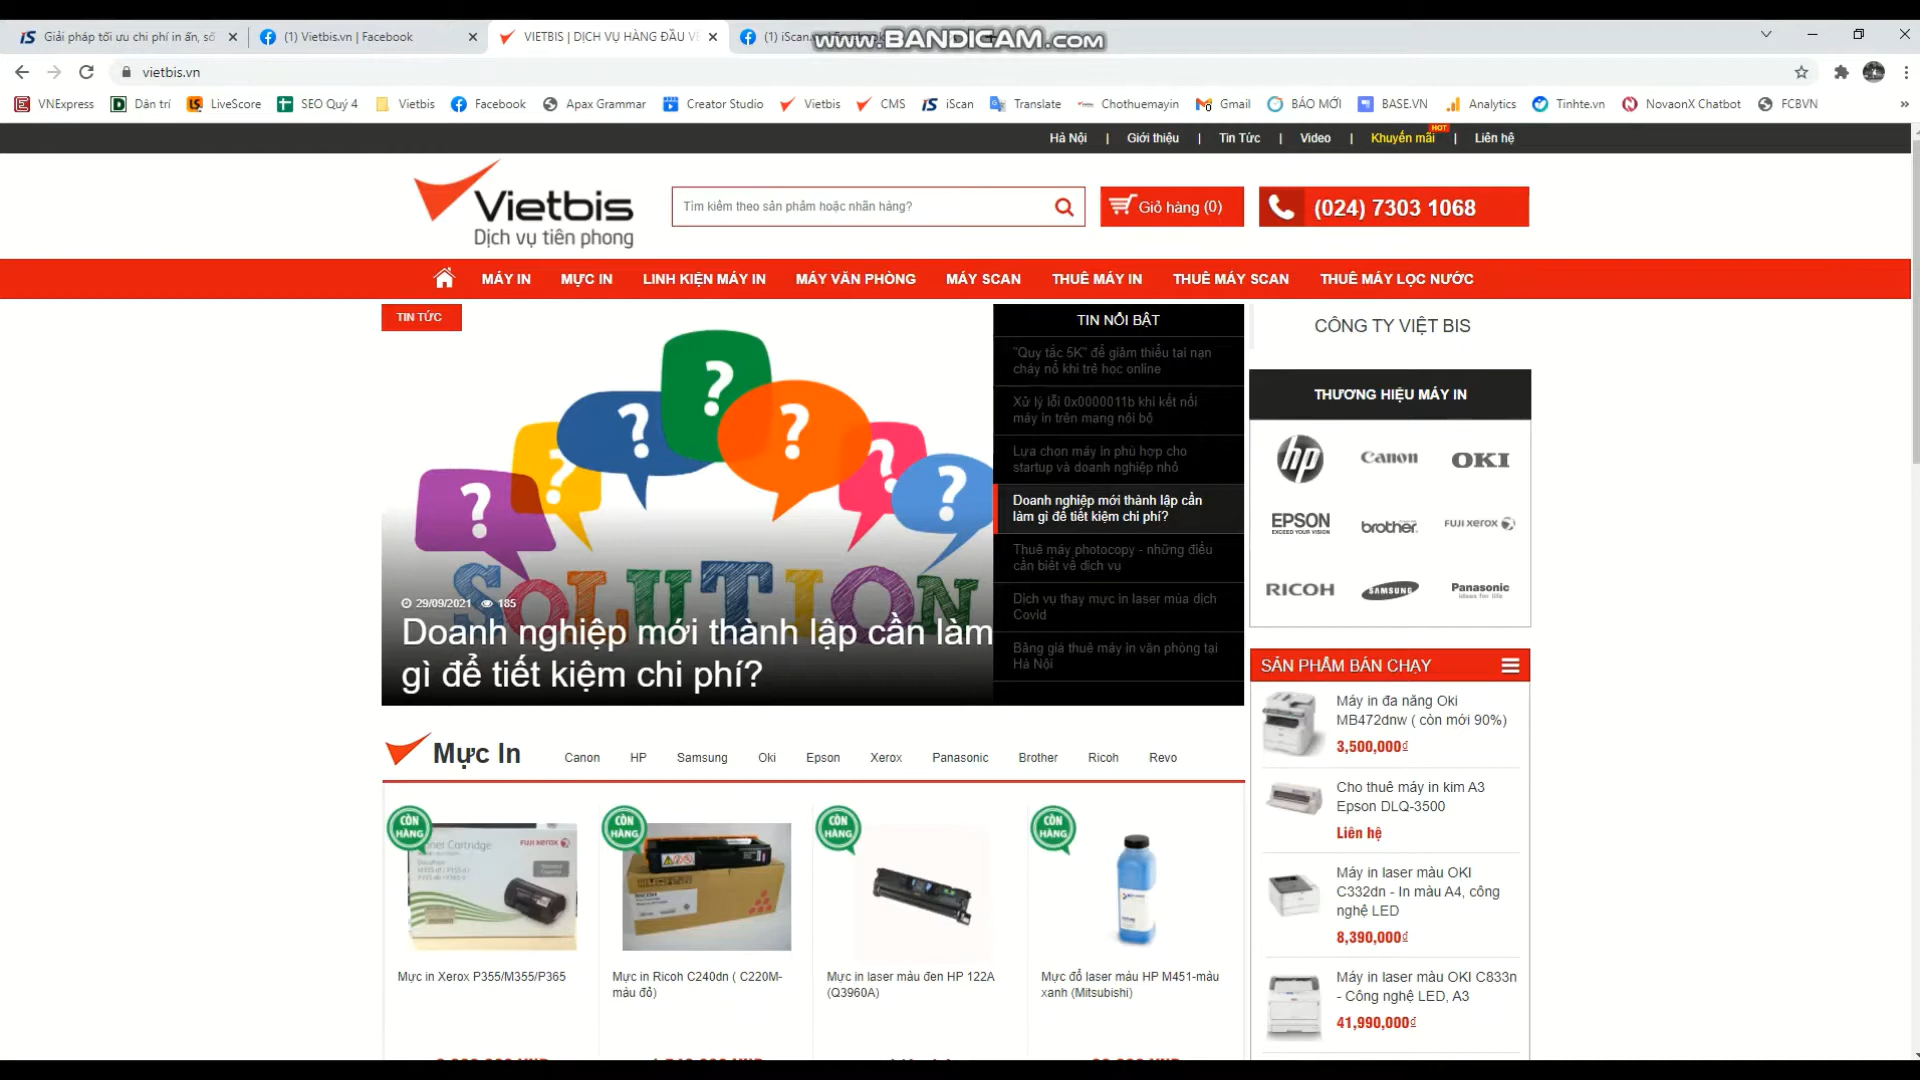 Giải pháp tối ưu chi phí in ấn, số
(1) Vietbis.vn | Facebook
VIETBIS | DỊCH VỤ HÀNG ĐẦU VỀ
(1) iScan
www.BANDICAM.com
vietbis.vn
VNExpress
Dân trí
LiveScore
SEO Quý 4
Vietbis
Facebook
Apax Grammar
Creator Studio
Vietbis
CMS
iScan
Translate
Chothuemayin
Gmail
BÁO MỚI
BASE.VN
Analytics
Tinhte.vn
NovaonX Chatbot
FCBVN
Hà Nội | Giới thiệu | Tin Tức | Video | Khuyến mãi HOT | Liên hệ
Vietbis
Dịch vụ tiên phong
Tìm kiếm theo sản phẩm hoặc nhãn hàng?
Giỏ hàng (0)
(024) 7303 1068
MÁY IN MỰC IN LINH KIỆN MÁY IN MÁY VĂN PHÒNG MÁY SCAN THUÊ MÁY IN THUÊ MÁY SCAN THUÊ MÁY LỌC NƯỚC
TIN TỨC
SOLUTION
29/09/2021 185
Doanh nghiệp mới thành lập cần làm
gì để tiết kiệm chi phí?
TIN NỔI BẬT
"Quy tắc 5K" để giảm thiểu tai nạn
cháy nổ khi trẻ học online
Xử lý lỗi 0x0000011b khi kết nối
máy in trên mạng nội bộ
Lựa chọn máy in phù hợp cho
startup và doanh nghiệp nhỏ
Doanh nghiệp mới thành lập cần
làm gì để tiết kiệm chi phí?
Thuê máy photocopy - những điều
cần biết về dịch vụ
Dịch vụ thay mực in laser mùa dịch
Covid
Bảng giá thuê máy in văn phòng tại
Hà Nội
CÔNG TY VIỆT BIS
THƯƠNG HIỆU MÁY IN
hp Canon OKI
EPSON
EXCEED YOUR VISION
brother FUJI XEROX
RICOH SAMSUNG Panasonic
ideas for life
SẢN PHẨM BÁN CHẠY
Máy in đa năng Oki
MB472dnw ( còn mới 90%)
3,500,000₫
Cho thuê máy in kim A3
Epson DLQ-3500
Liên hệ
Máy in laser màu OKI
C332dn - In màu A4, công
nghệ LED
8,390,000₫
Máy in laser màu OKI C833n
- Công nghệ LED, A3
41,990,000₫
Mực In
Canon HP Samsung Oki Epson Xerox Panasonic Brother Ricoh Revo
CÒN
HÀNG
Toner Cartridge
FUJI XEROX
CÒN
HÀNG
CÒN
HÀNG
CÒN
HÀNG
Mực in Xerox P355/M355/P365
Mực in Ricoh C240dn ( C220M-
màu đỏ)
Mực in laser màu đen HP 122A
(Q3960A)
Mực đổ laser màu HP M451-màu
xanh (Mitsubishi)